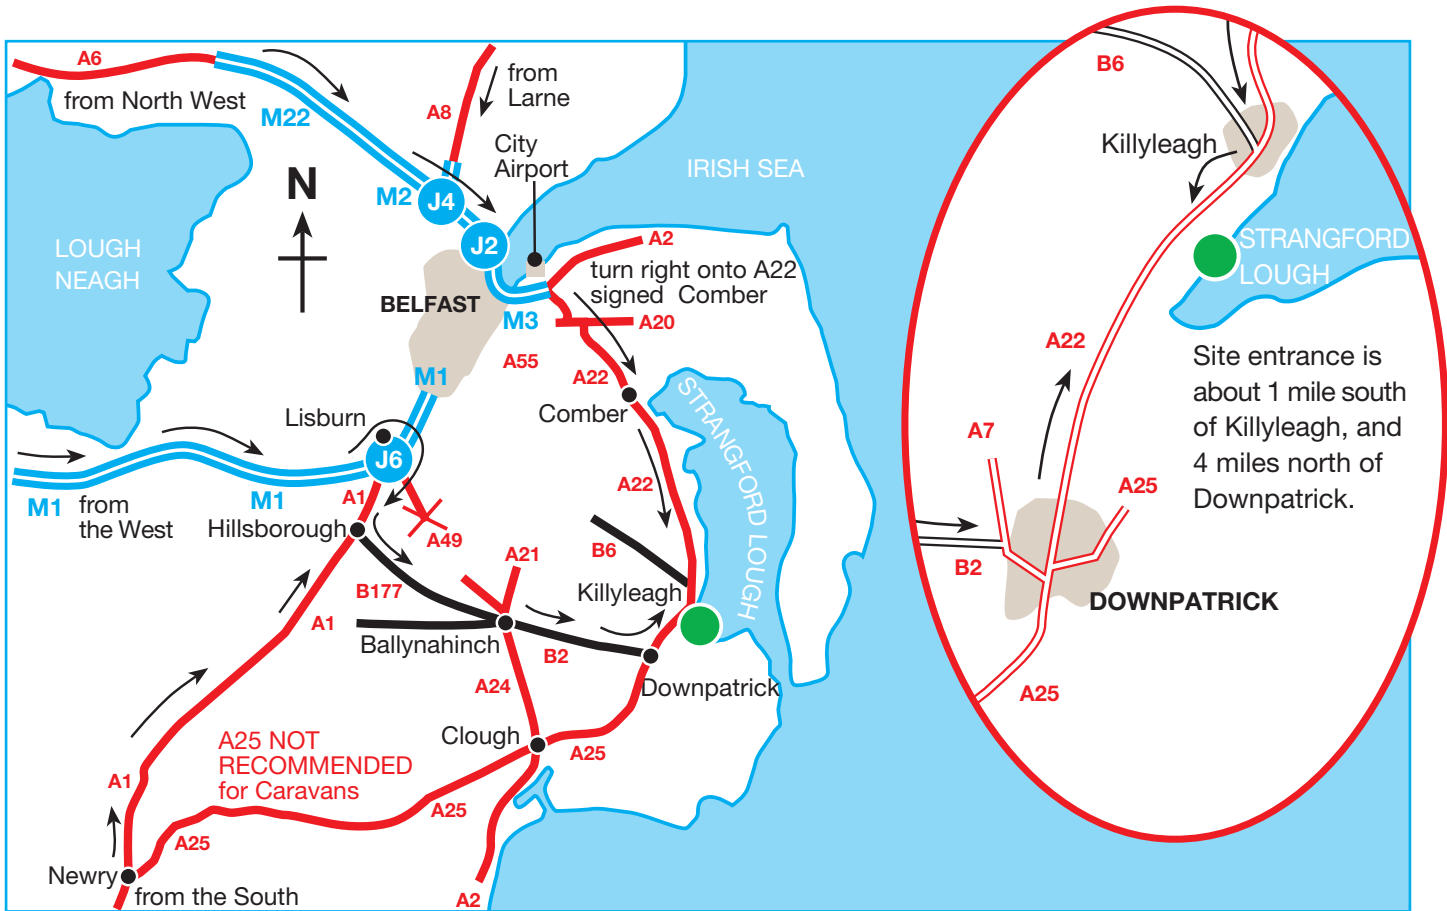 A6
from North West
M22
A8
from
Larne
City
Airport
IRISH SEA
N
M2
J4
J2
LOUGH
NEAGH
BELFAST
A2
turn right onto A22
signed Comber
M3
A20
A55
A22
M1
Comber
STRANGFORD LOUGH
Lisburn
J6
M1
from
the West
M1
A1
Hillsborough
A49
A22
B6
A21
Killyleagh
B177
A1
Ballynahinch
B2
Downpatrick
A24
Clough
A25
A25 NOT
RECOMMENDED
for Caravans
A1
A25
A25
Newry
from the South
A2
B6
Killyleagh
STRANGFORD
LOUGH
A22
Site entrance is
about 1 mile south
of Killyleagh, and
4 miles north of
Downpatrick.
A7
A25
B2
DOWNPATRICK
A25